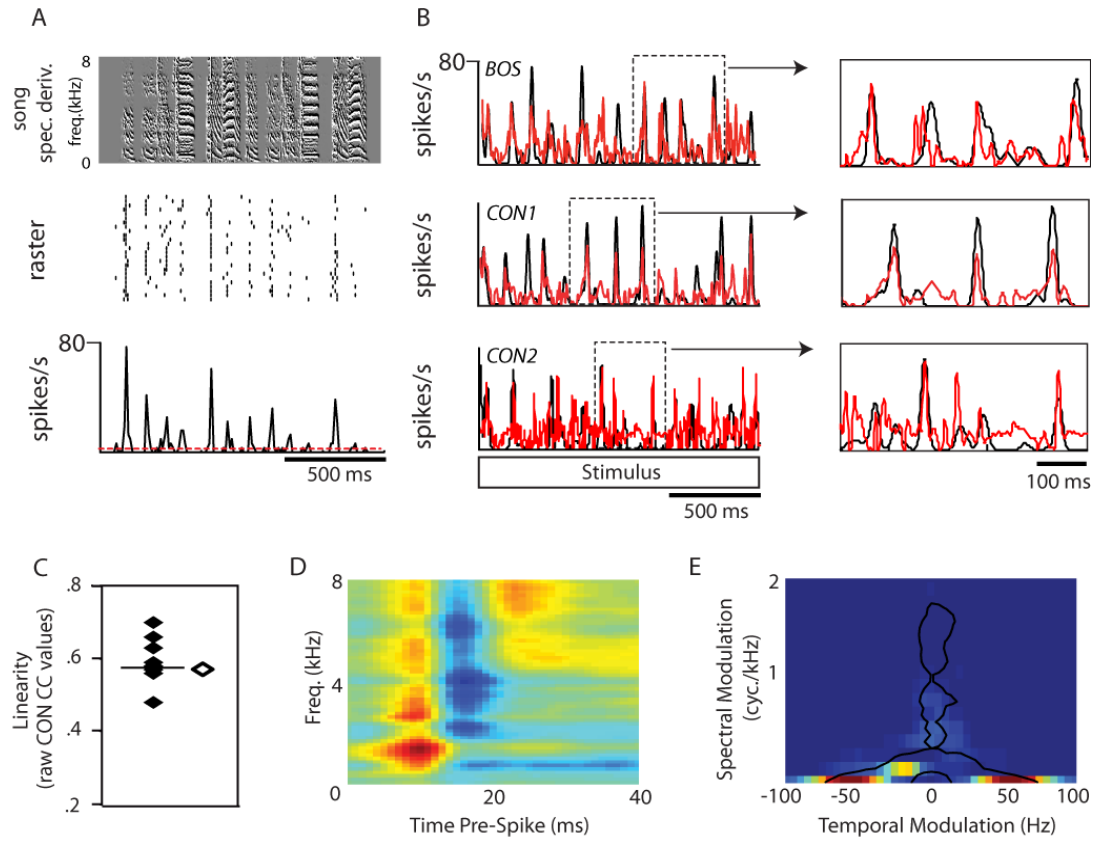 A
song
spec. deriv.
freq.(kHz)
8
0
raster
spikes/s
80
500 ms
B
80
spikes/s
BOS
spikes/s
CON1
spikes/s
CON2
Stimulus
500 ms
100 ms
C
Linearity
(raw CON CC values)
.8
.6
.4
.2
D
Freq. (kHz)
8
4
0
0
20
40
Time Pre-Spike (ms)
E
Spectral Modulation
(cyc./kHz)
2
1
0
-100
-50
0
50
100
Temporal Modulation (Hz)